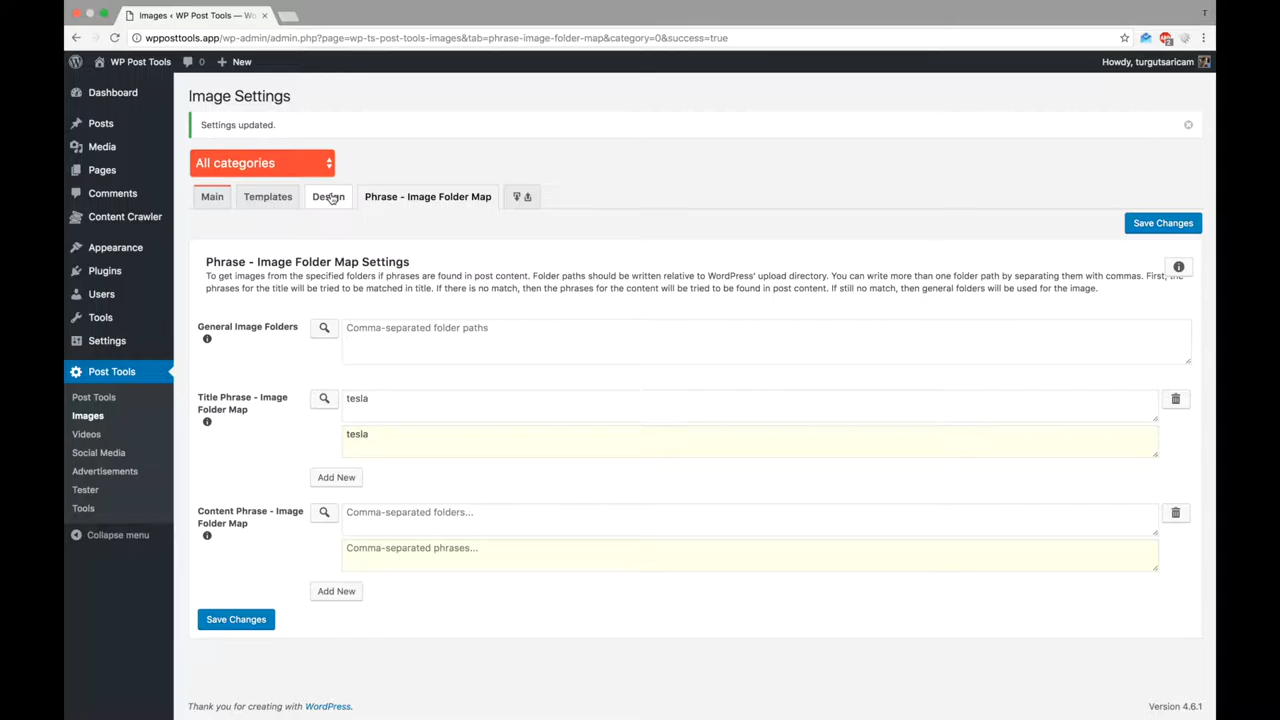 Images ‹ WP Post Tools — Wo
wpposttools.app/wp-admin/admin.php?page=wp-ts-post-tools-images&tab=phrase-image-folder-map&category=0&success=true
WP Post Tools 0 New Howdy, turgutsaricam
Dashboard
Posts
Media
Pages
Comments
Content Crawler
Appearance
Plugins
Users
Tools
Settings
Post Tools
Post Tools
Images
Videos
Social Media
Advertisements
Tester
Tools
Collapse menu
Image Settings
Settings updated.
All categories
Main Templates Design Phrase - Image Folder Map
Save Changes
Phrase - Image Folder Map Settings
To get images from the specified folders if phrases are found in post content. Folder paths should be written relative to WordPress' upload directory. You can write more than one folder path by separating them with commas. First, the
phrases for the title will be tried to be matched in title. If there is no match, then the phrases for the content will be tried to be found in post content. If still no match, then general folders will be used for the image.
General Image Folders
Comma-separated folder paths
Title Phrase - Image
Folder Map
tesla
tesla
Add New
Content Phrase - Image
Folder Map
Comma-separated folders...
Comma-separated phrases...
Add New
Save Changes
Thank you for creating with WordPress.
Version 4.6.1